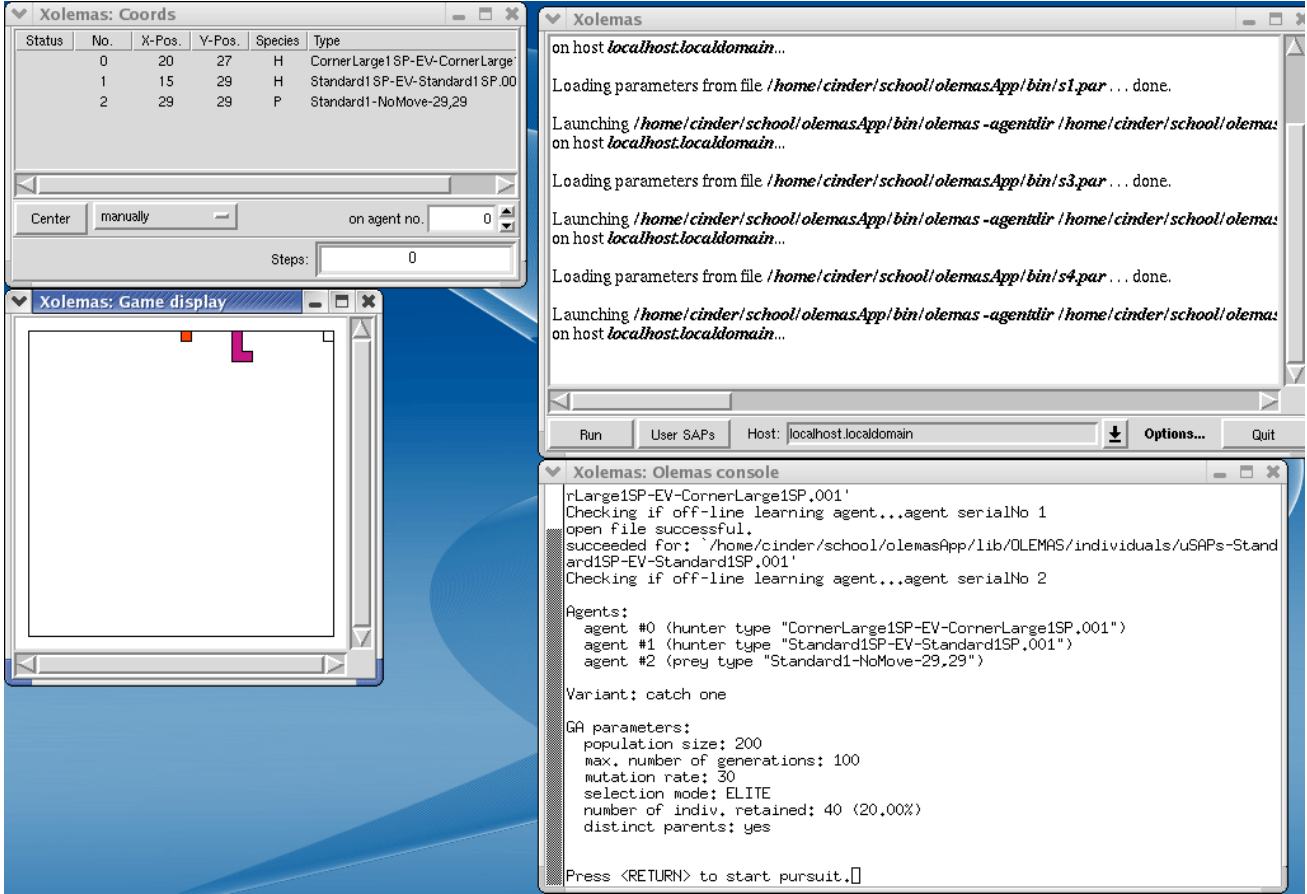 Xolemas: Coords
Status No. X-Pos. Y-Pos. Species Type
0 20 27 H CornerLarge1SP-EV-CornerLarge
1 15 29 H Standard1SP-EV-Standard1SP.00
2 29 29 P Standard1-NoMove-29,29
Center manually on agent no. 0
Steps: 0
Xolemas: Game display
Xolemas
on host localhost.localdomain...
Loading parameters from file /home/cinder/school/olemasApp/bin/s1.par . . . done.
Launching /home/cinder/school/olemasApp/bin/olemas -agentdir /home/cinder/school/olemas
on host localhost.localdomain...
Loading parameters from file /home/cinder/school/olemasApp/bin/s3.par . . . done.
Launching /home/cinder/school/olemasApp/bin/olemas -agentdir /home/cinder/school/olemas
on host localhost.localdomain...
Loading parameters from file /home/cinder/school/olemasApp/bin/s4.par . . . done.
Launching /home/cinder/school/olemasApp/bin/olemas -agentdir /home/cinder/school/olemas
on host localhost.localdomain...
Run User SAPs Host: localhost.localdomain Options... Quit
Xolemas: Olemas console
rLarge1SP-EV-CornerLarge1SP.001'
Checking if off-line learning agent...agent serialNo 1
open file successful.
succeeded for: `/home/cinder/school/olemasApp/lib/OLEMAS/individuals/uSAPs-Stand
ard1SP-EV-Standard1SP.001'
Checking if off-line learning agent...agent serialNo 2
Agents:
agent #0 (hunter type "CornerLarge1SP-EV-CornerLarge1SP.001")
agent #1 (hunter type "Standard1SP-EV-Standard1SP.001")
agent #2 (prey type "Standard1-NoMove-29,29")
Variant: catch one
GA parameters:
population size: 200
max. number of generations: 100
mutation rate: 30
selection mode: ELITE
number of indiv. retained: 40 (20.00%)
distinct parents: yes
Press <RETURN> to start pursuit.